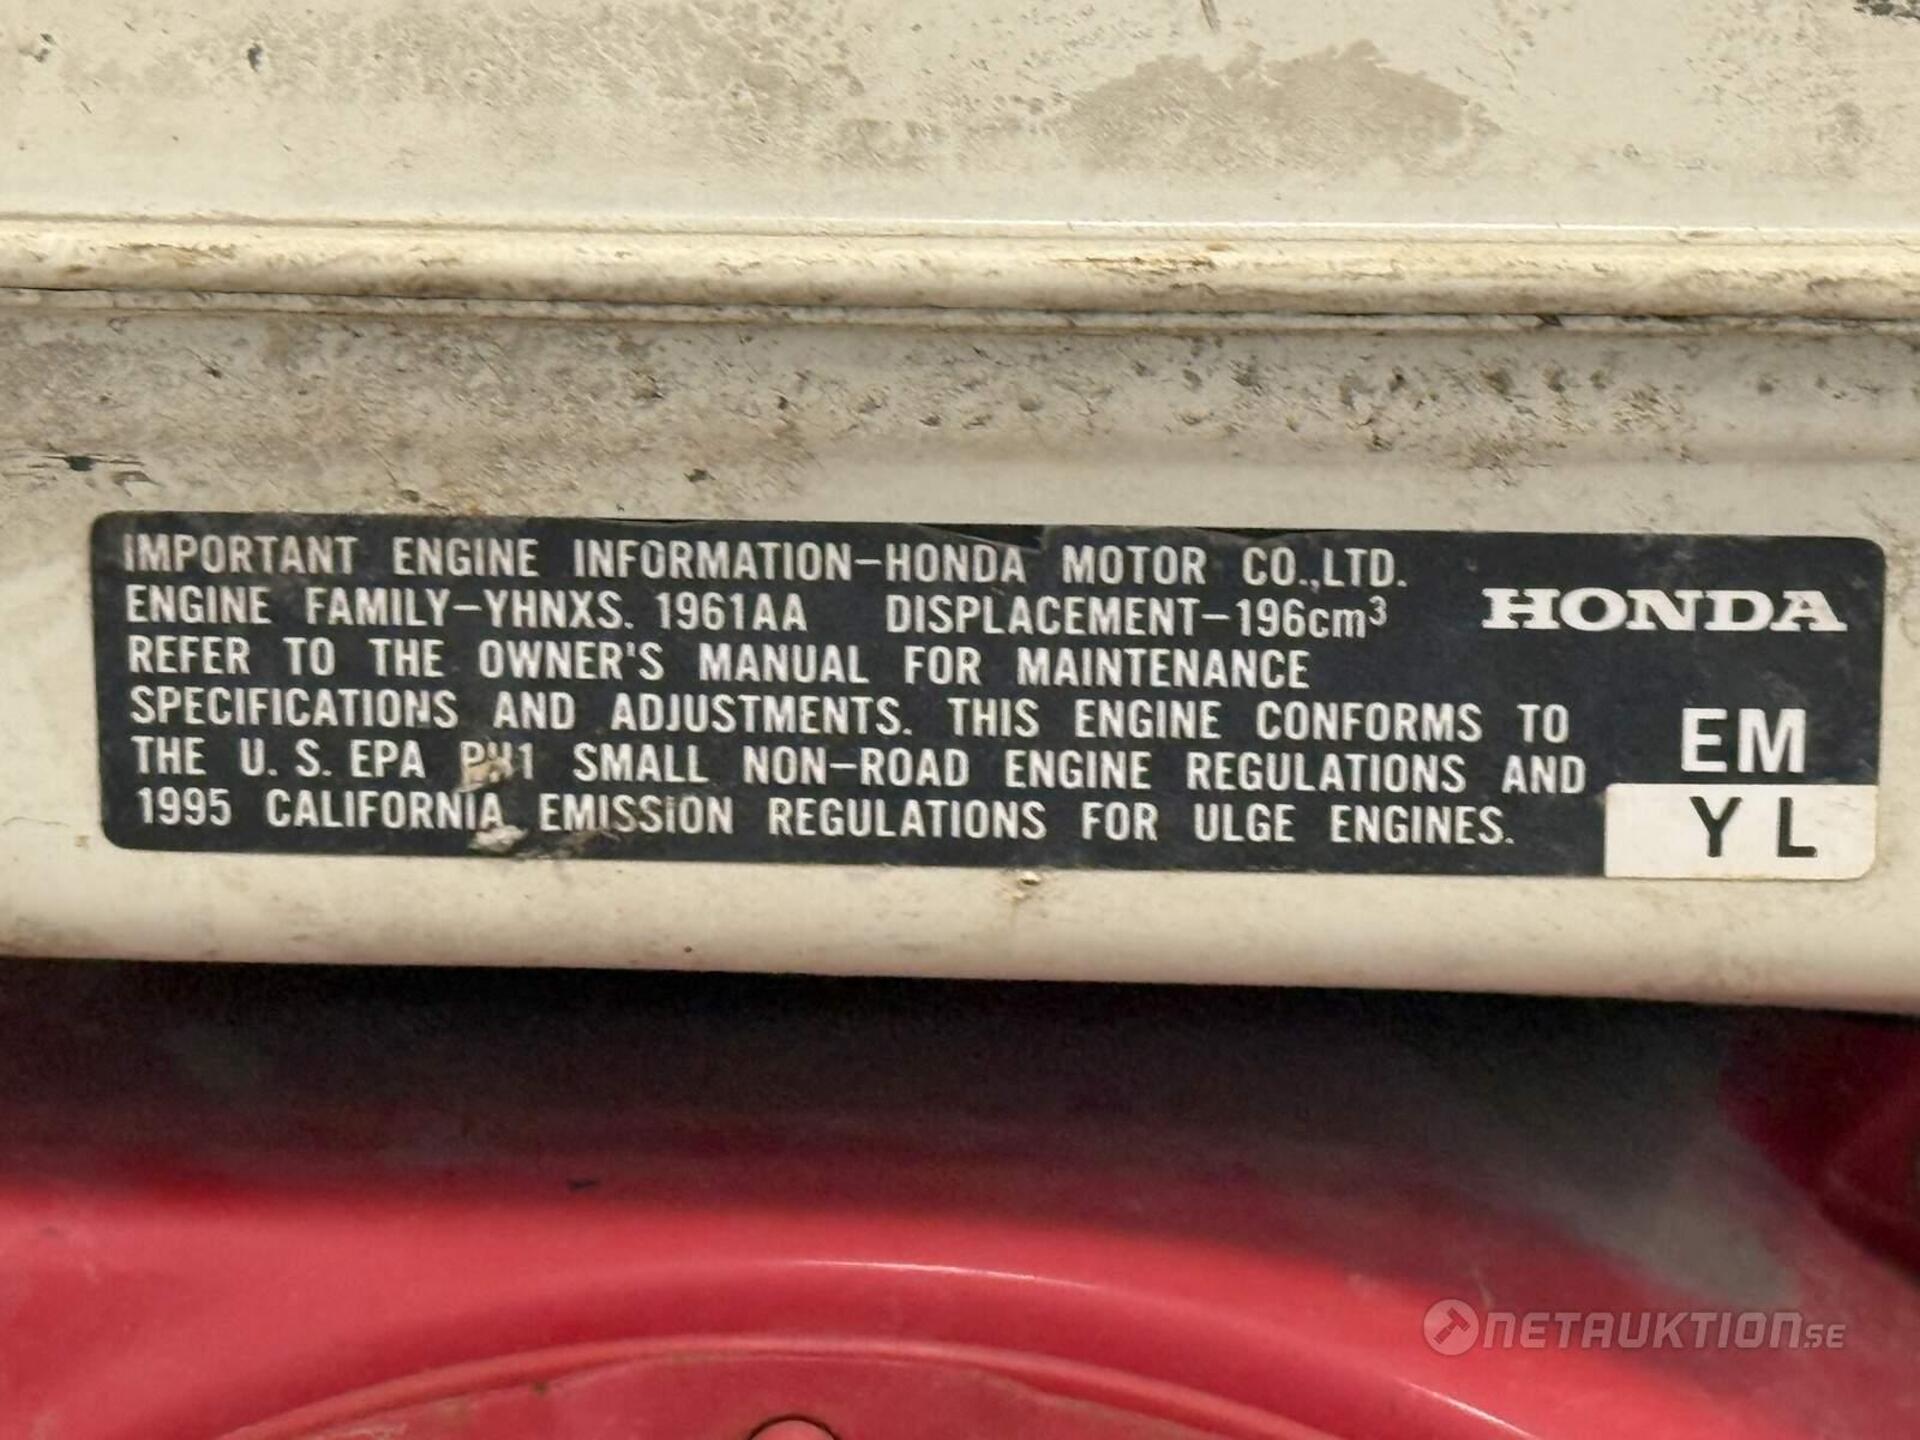 IMPORTANT ENGINE INFORMATION-HONDA MOTOR CO.,LTD.
ENGINE FAMILY-YHNXS. 1961AA DISPLACEMENT-196cm³
HONDA
REFER TO THE OWNER'S MANUAL FOR MAINTENANCE
SPECIFICATIONS AND ADJUSTMENTS. THIS ENGINE CONFORMS TO
THE U. S. EPA PH1 SMALL NON-ROAD ENGINE REGULATIONS AND
1995 CALIFORNIA EMISSION REGULATIONS FOR ULGE ENGINES.
EM
YL
NETAUKTION.SE